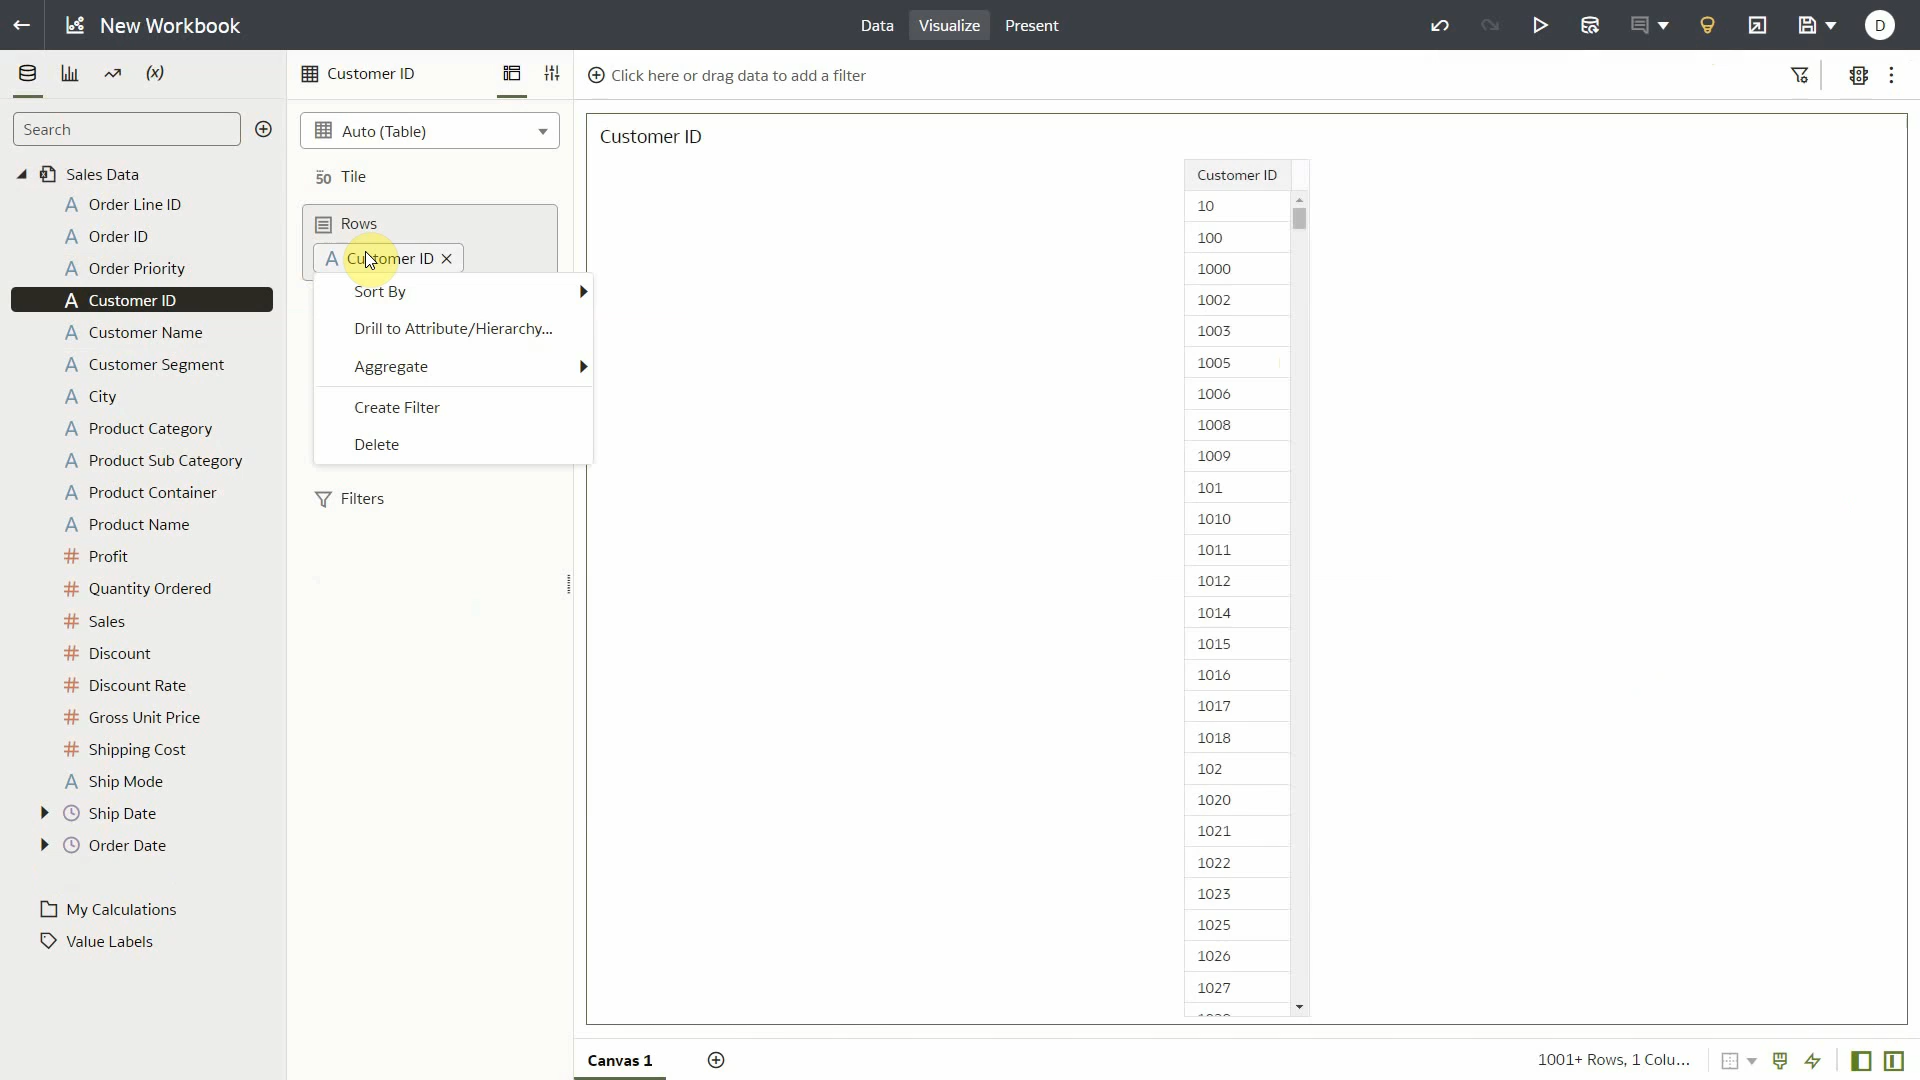 New Workbook
Data
Visualize
Present
D
Search
Sales Data
A Order Line ID
A Order ID
A Order Priority
A Customer ID
A Customer Name
A Customer Segment
A City
A Product Category
A Product Sub Category
A Product Container
A Product Name
# Profit
# Quantity Ordered
# Sales
# Discount
# Discount Rate
# Gross Unit Price
# Shipping Cost
A Ship Mode
Ship Date
Order Date
My Calculations
Value Labels
(x)
Customer ID
Auto (Table)
50 Tile
Rows
A Customer ID
Sort By
Drill to Attribute/Hierarchy...
Aggregate
Create Filter
Delete
Filters
Click here or drag data to add a filter
Customer ID
Customer ID
10
100
1000
1002
1003
1005
1006
1008
1009
101
1010
1011
1012
1014
1015
1016
1017
1018
102
1020
1021
1022
1023
1025
1026
1027
Canvas 1
1001+ Rows, 1 Colu...